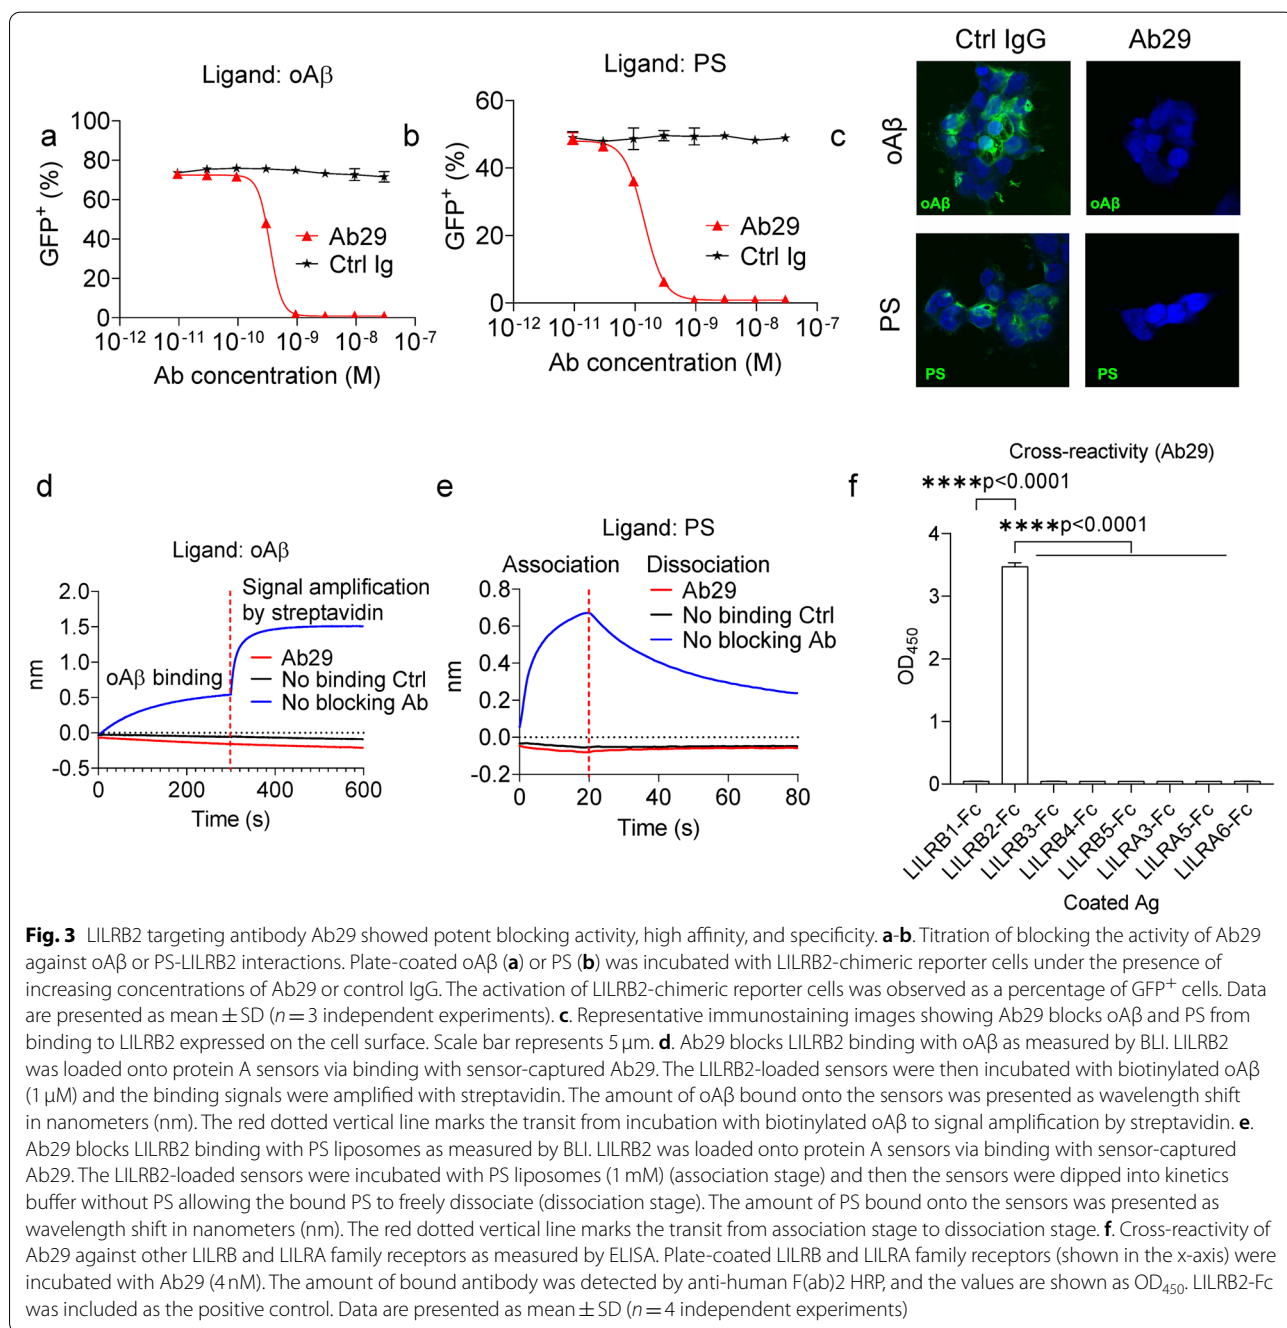 Ligand: oAβ
a
100
80
60
40
20
0
GFP⁺ (%)
Ab29
Ctrl Ig
10⁻¹² 10⁻¹¹ 10⁻¹⁰ 10⁻⁹ 10⁻⁸ 10⁻⁷
Ab concentration (M)
Ligand: PS
b
60
40
20
0
GFP⁺ (%)
Ab29
Ctrl Ig
10⁻¹² 10⁻¹¹ 10⁻¹⁰ 10⁻⁹ 10⁻⁸ 10⁻⁷
Ab concentration (M)
c
Ctrl IgG Ab29
oAβ
oAβ oAβ
PS
PS PS
d
Ligand: oAβ
Signal amplification
by streptavidin
2.0
1.5
1.0
0.5
0.0
-0.5
nm
oAβ binding
Ab29
No binding Ctrl
No blocking Ab
0 200 400 600
Time (s)
e
Ligand: PS
Association Dissociation
0.8
0.6
0.4
0.2
0.0
-0.2
nm
Ab29
No binding Ctrl
No blocking Ab
0 20 40 60 80
Time (s)
f
Cross-reactivity (Ab29)
∗∗∗∗p<0.0001
∗∗∗∗p<0.0001
4
3
2
1
0
OD₄₅₀
LILRB1-Fc
LILRB2-Fc
LILRB3-Fc
LILRB4-Fc
LILRB5-Fc
LILRA3-Fc
LILRA5-Fc
LILRA6-Fc
Coated Ag
Fig. 3 LILRB2 targeting antibody Ab29 showed potent blocking activity, high affinity, and specificity. a-b. Titration of blocking the activity of Ab29
against oAβ or PS-LILRB2 interactions. Plate-coated oAβ (a) or PS (b) was incubated with LILRB2-chimeric reporter cells under the presence of
increasing concentrations of Ab29 or control IgG. The activation of LILRB2-chimeric reporter cells was observed as a percentage of GFP⁺ cells. Data
are presented as mean ± SD (n = 3 independent experiments). c. Representative immunostaining images showing Ab29 blocks oAβ and PS from
binding to LILRB2 expressed on the cell surface. Scale bar represents 5 μm. d. Ab29 blocks LILRB2 binding with oAβ as measured by BLI. LILRB2
was loaded onto protein A sensors via binding with sensor-captured Ab29. The LILRB2-loaded sensors were then incubated with biotinylated oAβ
(1 μM) and the binding signals were amplified with streptavidin. The amount of oAβ bound onto the sensors was presented as wavelength shift
in nanometers (nm). The red dotted vertical line marks the transit from incubation with biotinylated oAβ to signal amplification by streptavidin. e.
Ab29 blocks LILRB2 binding with PS liposomes as measured by BLI. LILRB2 was loaded onto protein A sensors via binding with sensor-captured
Ab29. The LILRB2-loaded sensors were incubated with PS liposomes (1 mM) (association stage) and then the sensors were dipped into kinetics
buffer without PS allowing the bound PS to freely dissociate (dissociation stage). The amount of PS bound onto the sensors was presented as
wavelength shift in nanometers (nm). The red dotted vertical line marks the transit from association stage to dissociation stage. f. Cross-reactivity of
Ab29 against other LILRB and LILRA family receptors as measured by ELISA. Plate-coated LILRB and LILRA family receptors (shown in the x-axis) were
incubated with Ab29 (4 nM). The amount of bound antibody was detected by anti-human F(ab)2 HRP, and the values are shown as OD₄₅₀. LILRB2-Fc
was included as the positive control. Data are presented as mean ± SD (n = 4 independent experiments)